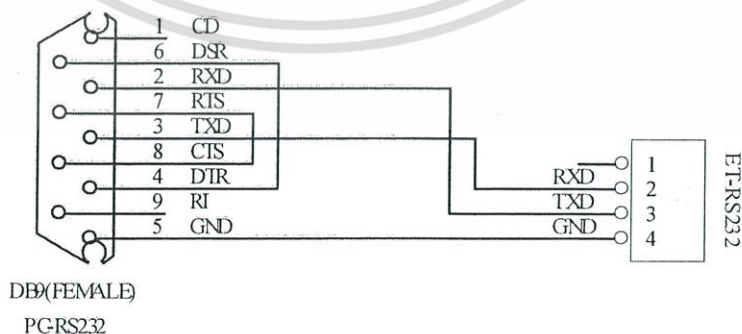 1 CD
6 DSR
2 RXD
7 RTS
3 TXD
8 CTS
4 DTR
9 RI
5 GND
DB9(FEMALE)
PC-RS232
1
RXD 2
TXD 3
GND 4
ET-RS232